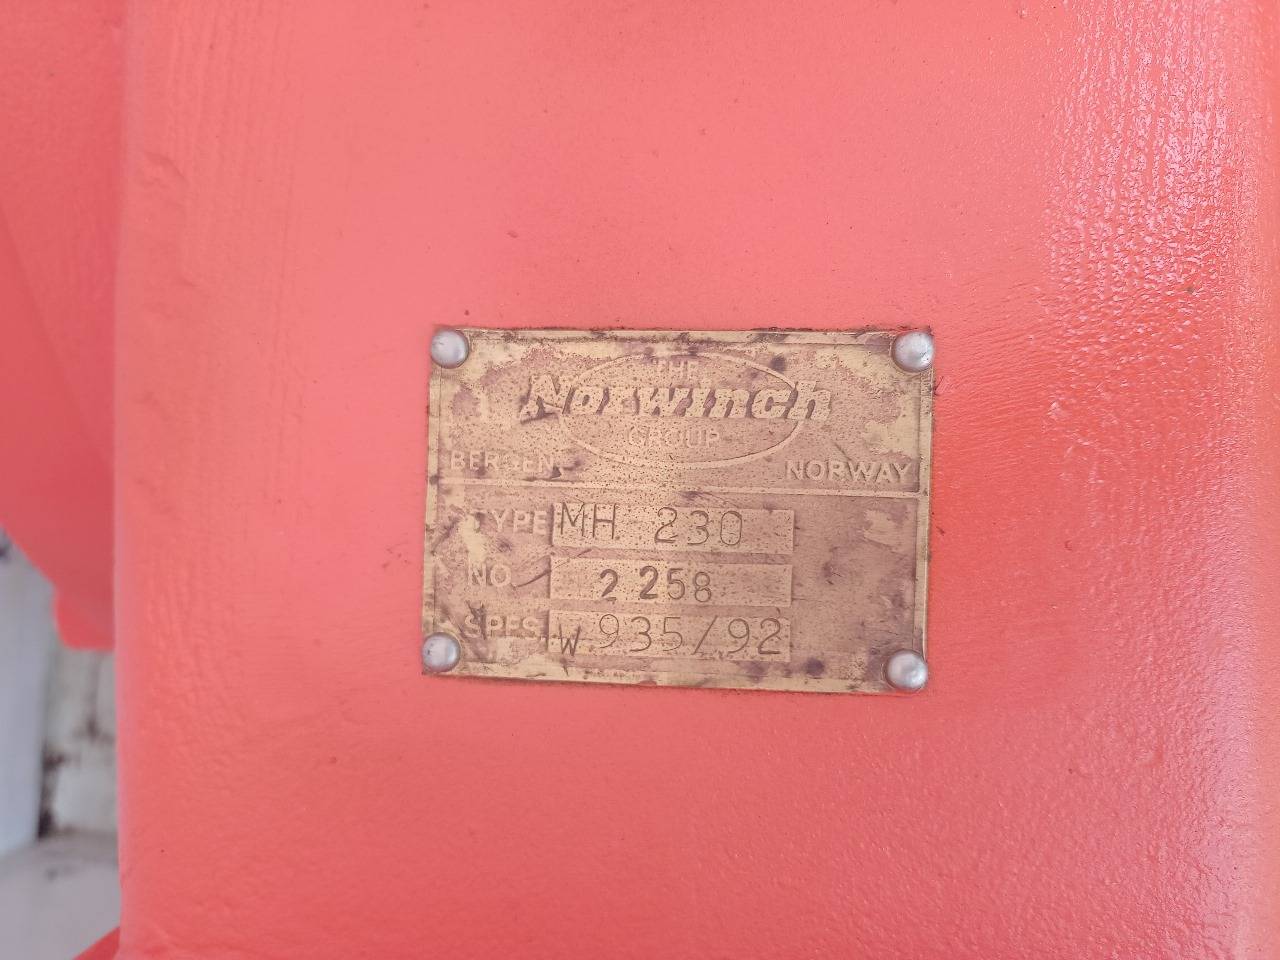 THE
Norwinch
GROUP
BERGEN NORWAY
TYPE MH 230
NO 2258
SPES. W 935/92